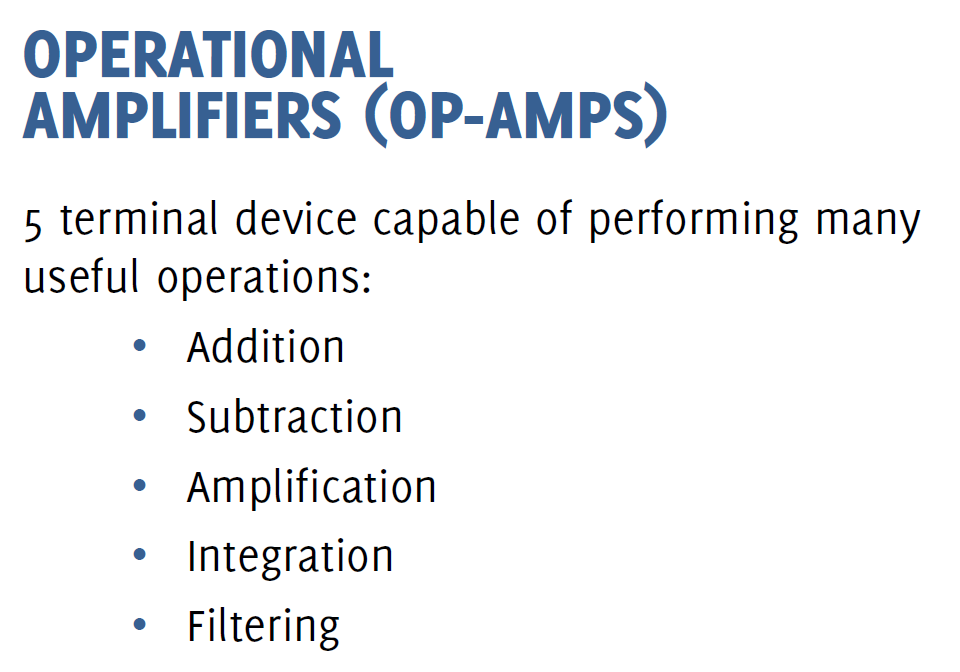 OPERATIONAL
AMPLIFIERS (OP-AMPS)
5 terminal device capable of performing many
useful operations:
• Addition
• Subtraction
• Amplification
• Integration
• Filtering